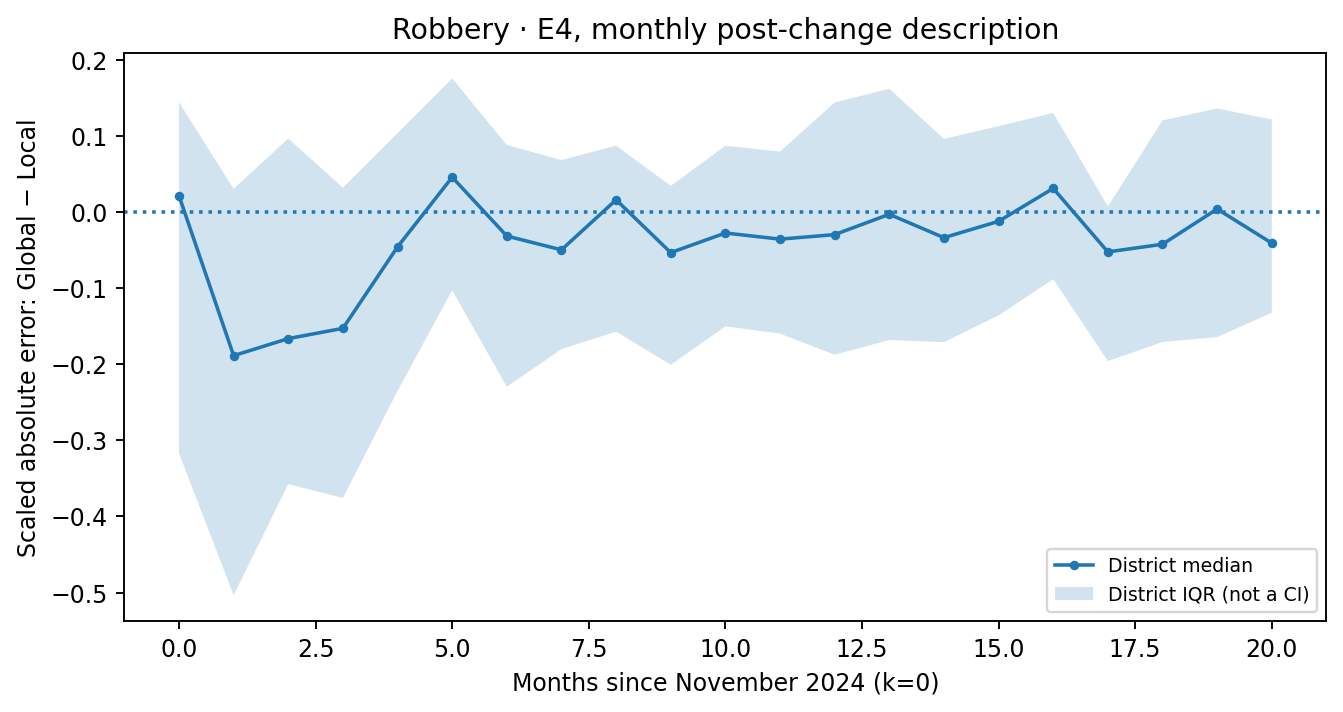 Robbery · E4, monthly post-change description
Scaled absolute error: Global − Local
0.2
0.1
0.0
−0.1
−0.2
−0.3
−0.4
−0.5
District median
District IQR (not a CI)
0.0 2.5 5.0 7.5 10.0 12.5 15.0 17.5 20.0
Months since November 2024 (k=0)